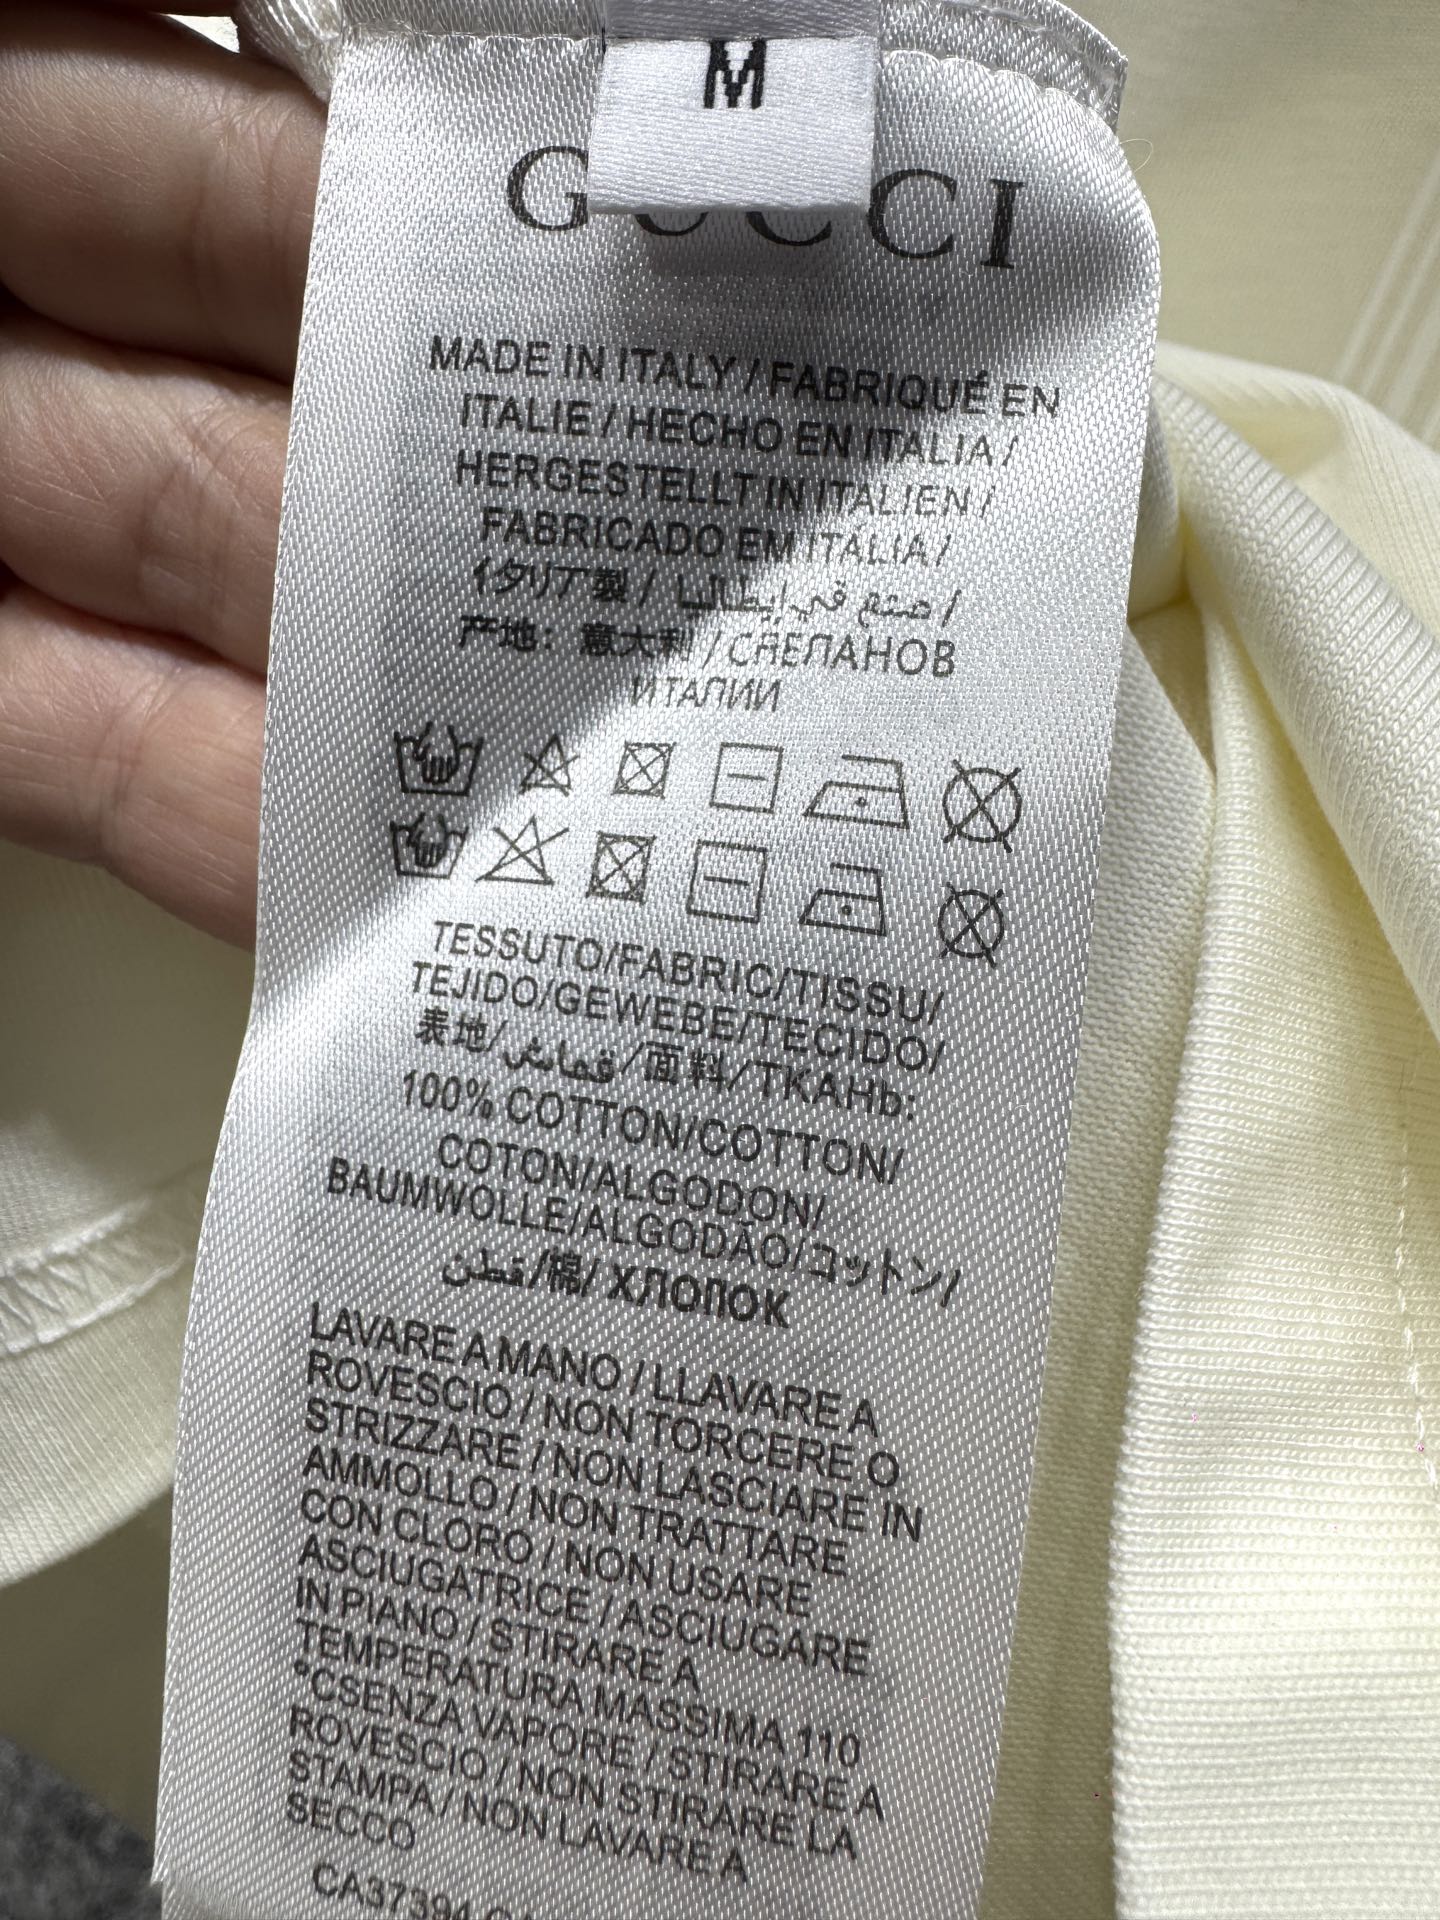 M
GUCCI
MADE IN ITALY / FABRIQUÉ EN
ITALIE / HECHO EN ITALIA /
HERGESTELLT IN ITALIEN /
FABRICADO EM ITALIA /
イタリア製 / صنع في إيطاليا /
产地：意大利 / СЯЕПАНОВ
ИТАПИИ
TESSUTO/FABRIC/TISSU/
TEJIDO/GEWEBE/TECIDO/
表地/قماش/面料/TKAHb:
100% COTTON/COTTON/
COTON/ALGODON/
BAUMWOLLE/ALGODÃO/コットン/
قطن/棉/ ХЛОПОК
LAVARE A MANO / LLAVARE A
ROVESCIO / NON TORCERE O
STRIZZARE / NON LASCIARE IN
AMMOLLO / NON TRATTARE
CON CLORO / NON USARE
ASCIUGATRICE / ASCIUGARE
IN PIANO / STIRARE A
TEMPERATURA MASSIMA 110
°CSENZA VAPORE / STIRARE A
ROVESCIO / NON STIRARE LA
STAMPA / NON LAVARE A
SECCO